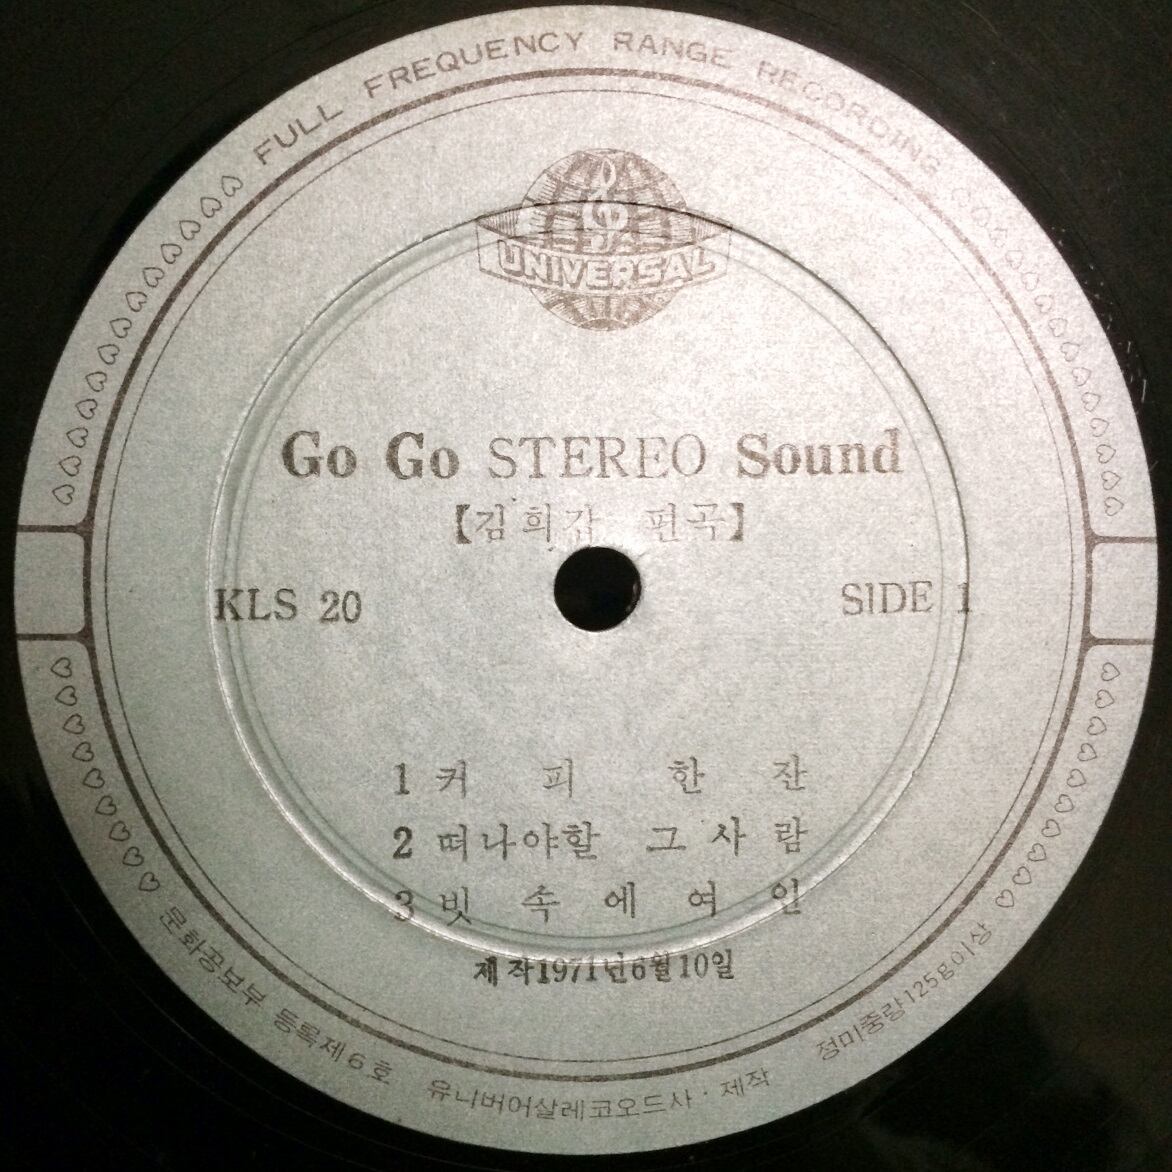 FULL FREQUENCY RANGE RECORDING
UNIVERSAL
Go Go STEREO Sound
【김희갑 편곡】
KLS 20
SIDE 1
1 커피한잔
2 떠나야할 그사람
3 빗속에여인
제작1971년6월10일
문화공보부 등록제6호 유니버어살레코오드사·제작 정미중량125g이상